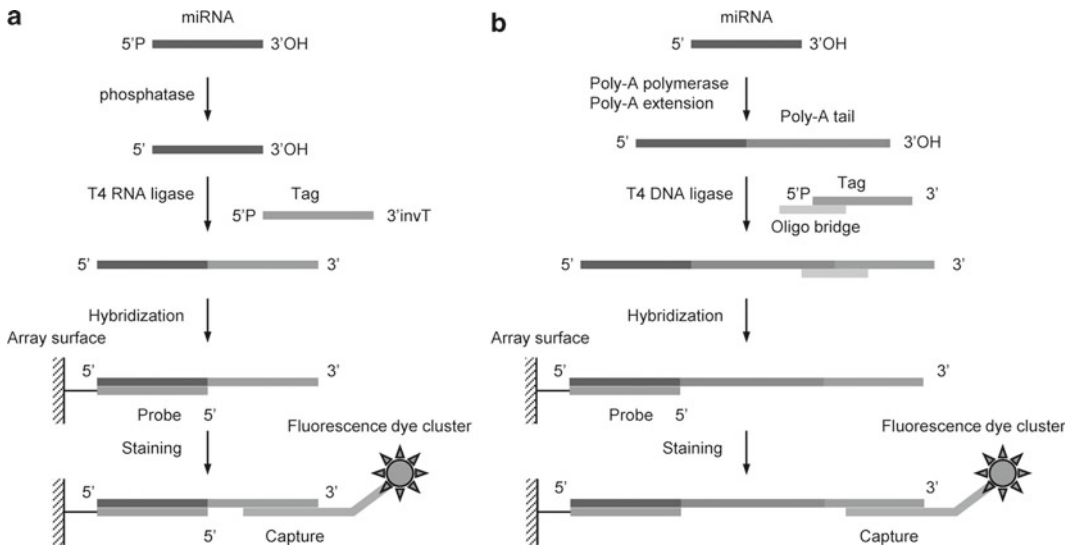 a
miRNA
5'P
3'OH
phosphatase
5'
3'OH
T4 RNA ligase
Tag
5'P
3'invT
5'
3'
Hybridization
Array surface
5'
3'
Probe
5'
Staining
Fluorescence dye cluster
5'
3'
5'
Capture
b
miRNA
5'
3'OH
Poly-A polymerase
Poly-A extension
Poly-A tail
5'
3'OH
T4 DNA ligase
5'P
Tag
3'
Oligo bridge
5'
3'
Hybridization
Array surface
5'
3'
Probe
5'
Staining
Fluorescence dye cluster
5'
3'
Capture